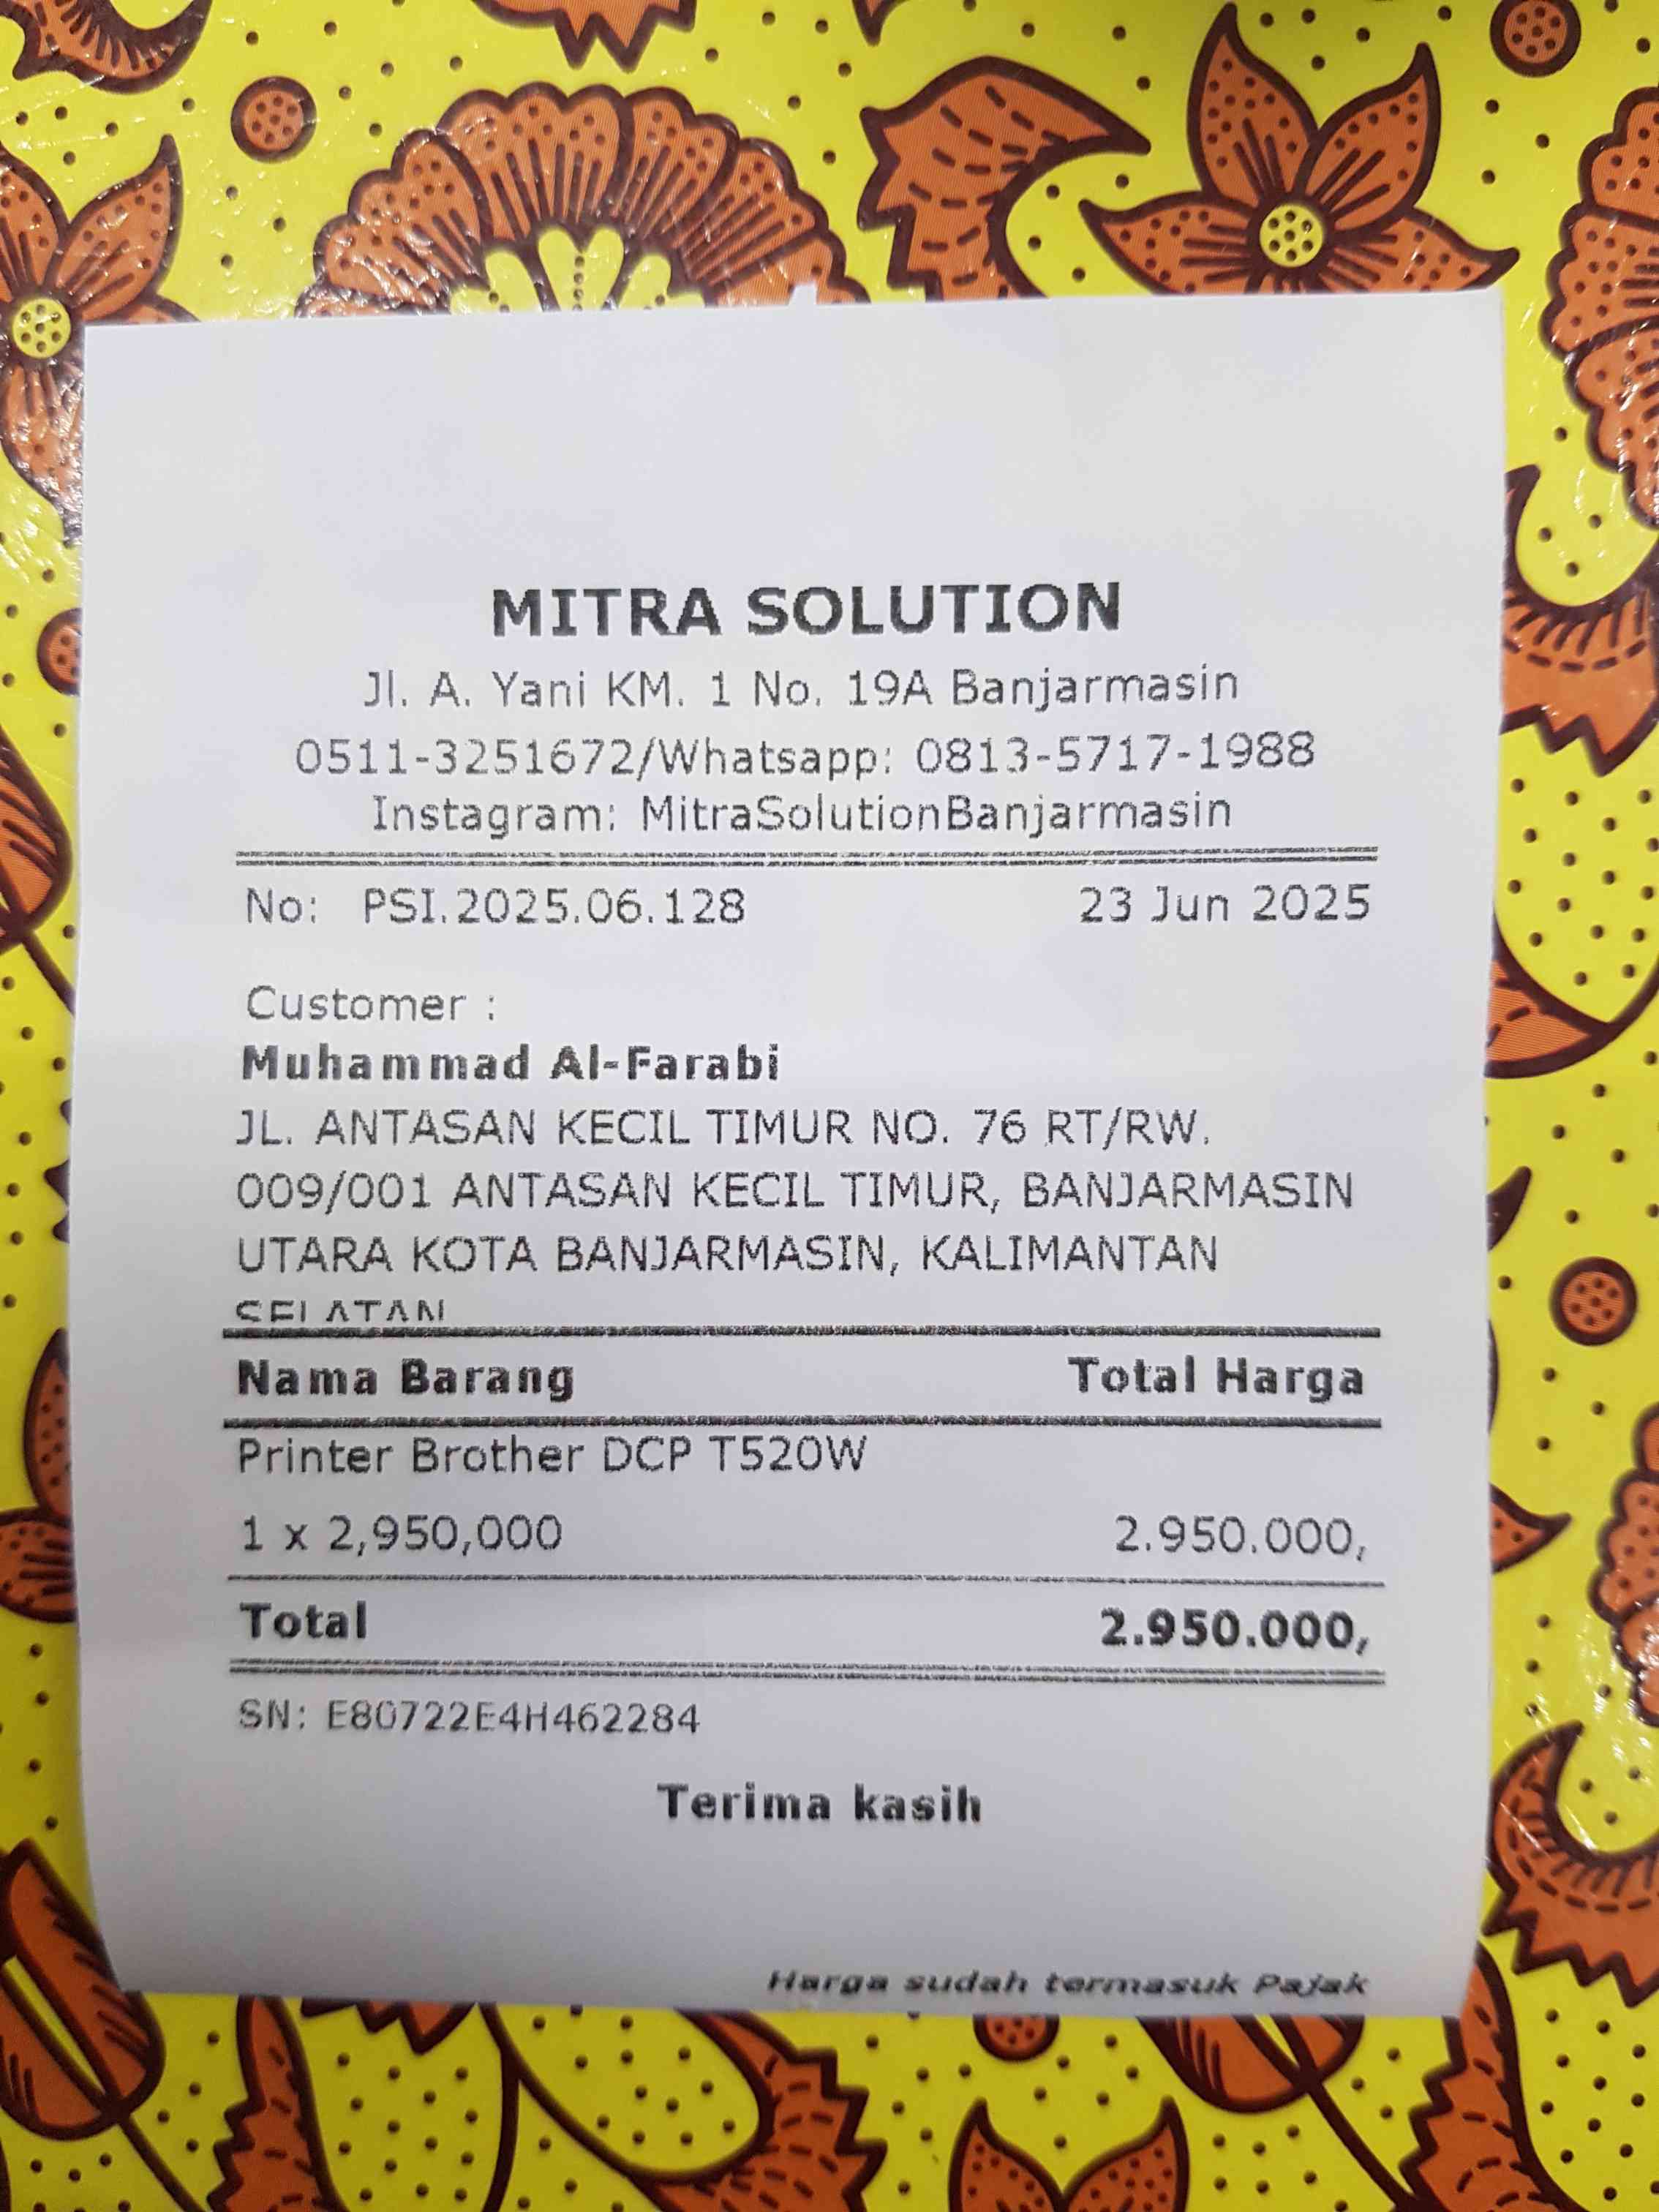 MITRA SOLUTION
Jl. A. Yani KM. 1 No. 19A Banjarmasin
0511-3251672/Whatsapp: 0813-5717-1988
Instagram: MitraSolutionBanjarmasin
No: PSI.2025.06.128 23 Jun 2025
Customer :
Muhammad Al-Farabi
JL. ANTASAN KECIL TIMUR NO. 76 RT/RW.
009/001 ANTASAN KECIL TIMUR, BANJARMASIN
UTARA KOTA BANJARMASIN, KALIMANTAN
SELATAN
Nama Barang Total Harga
Printer Brother DCP T520W
1 x 2,950,000 2.950.000,
Total 2.950.000,
SN: E80722E4H462284
Terima kasih
Harga sudah termasuk Pajak